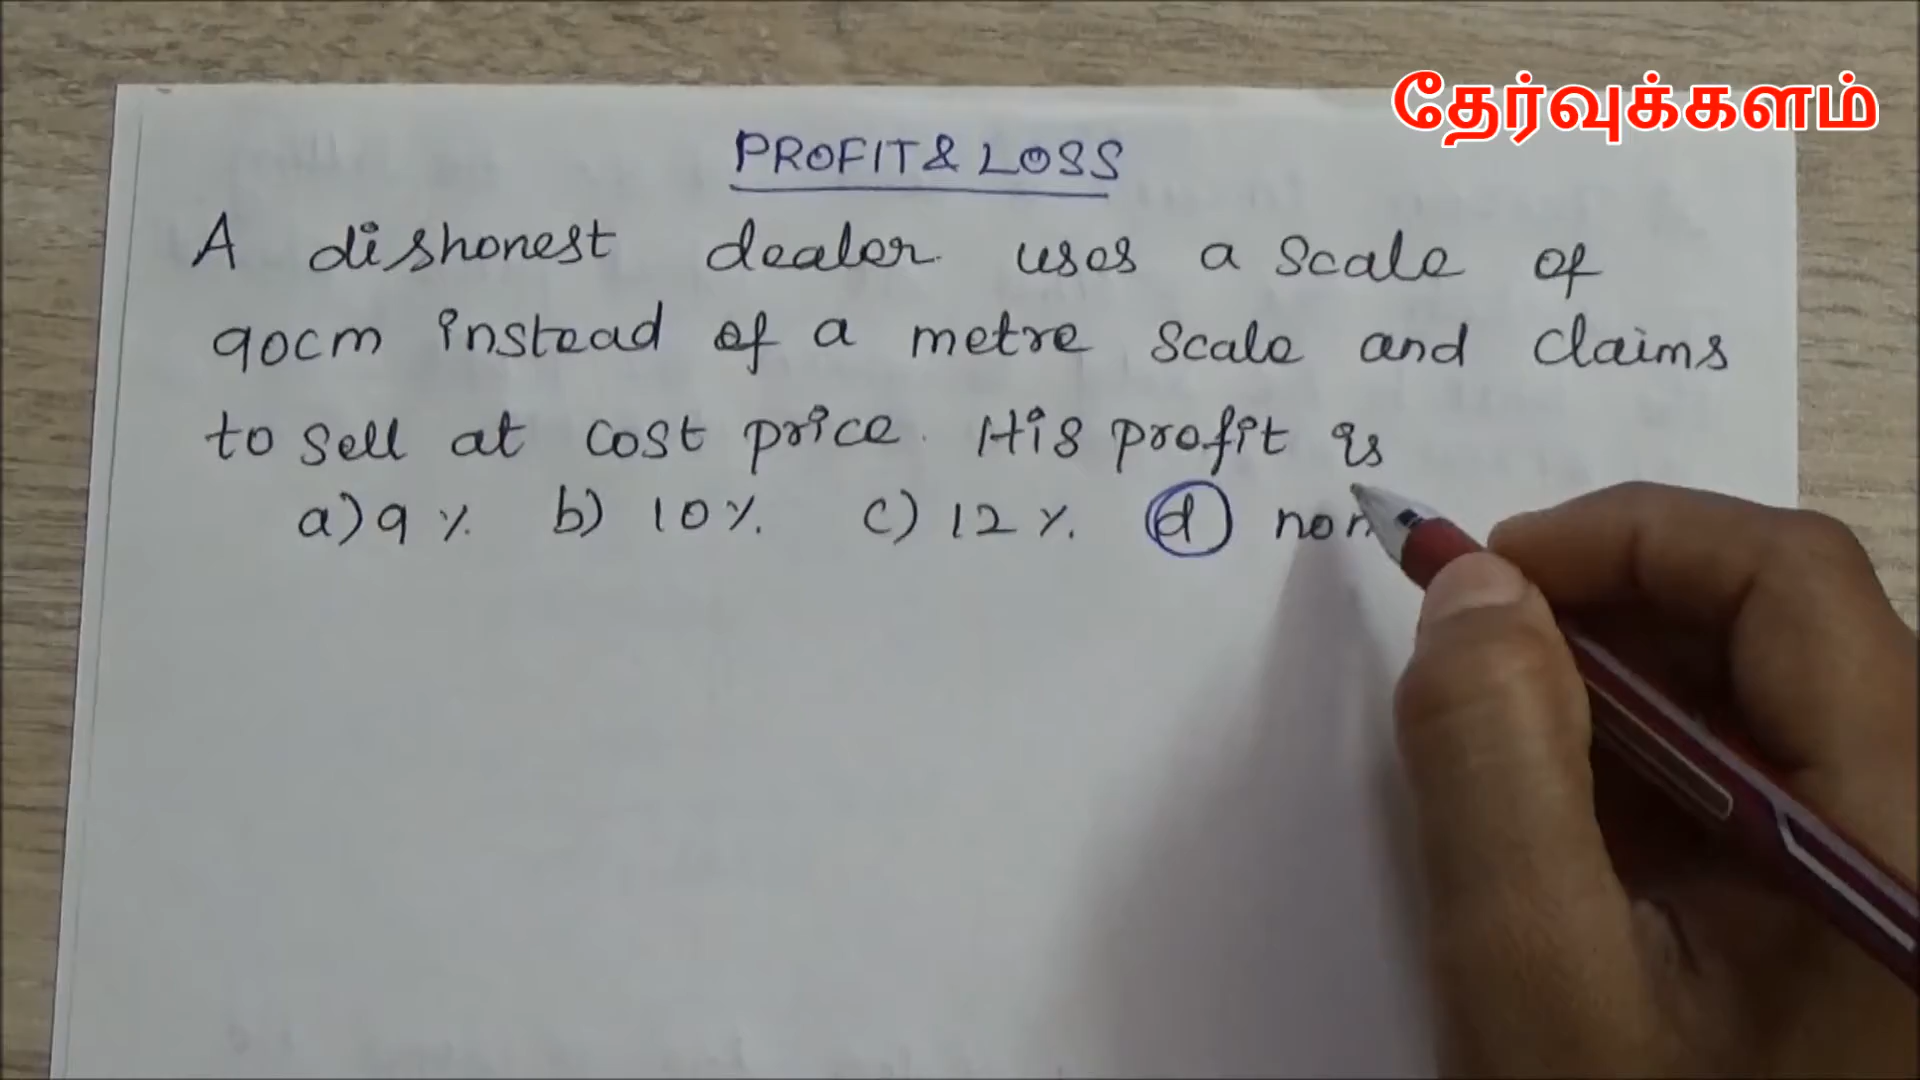 தேர்வுக்களம்
PROFIT & LOSS
A dishonest dealer uses a scale of
90cm instead of a metre scale and claims
to sell at cost price. His profit is
a) 9% b) 10% c) 12% d)